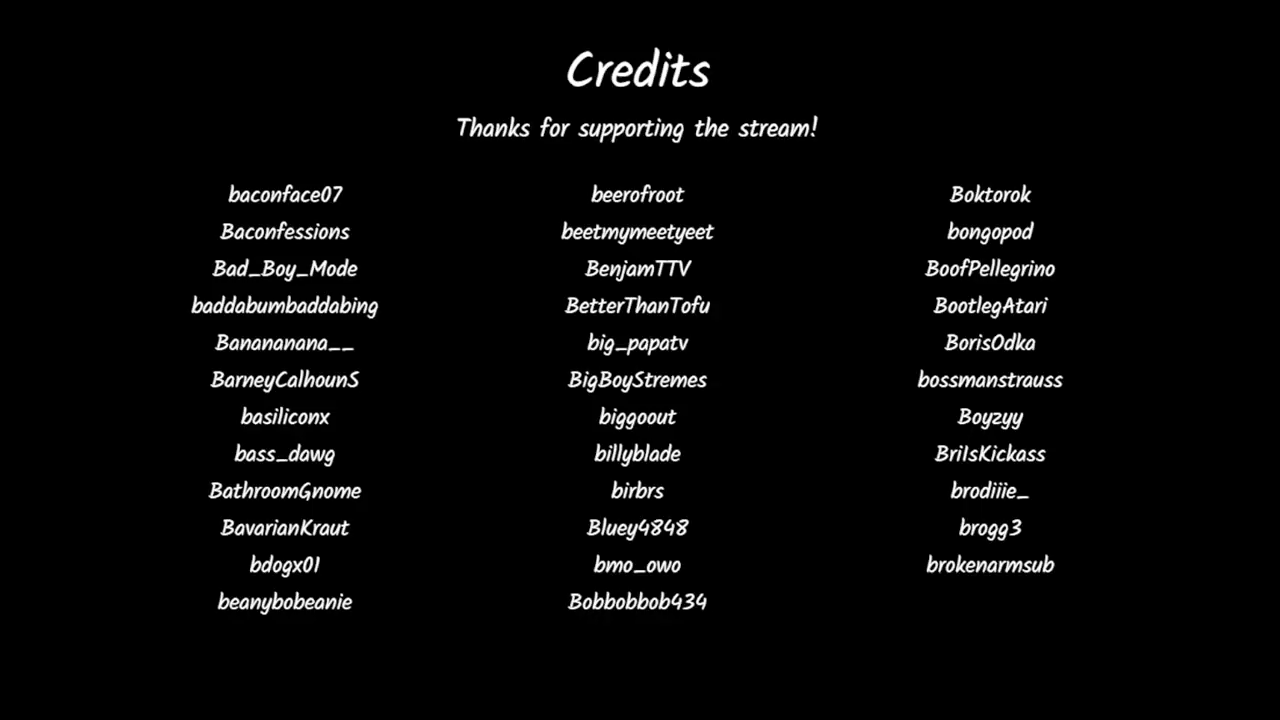 Credits
Thanks for supporting the stream!
baconface07
Baconfessions
Bad_Boy_Mode
baddabumbaddabing
Banananana__
BarneyCalhounS
basiliconx
bass_dawg
BathroomGnome
BavarianKraut
bdogx01
beanybobeanie
beerofroot
beetmymeetyeet
BenjamTTV
BetterThanTofu
big_papatv
BigBoyStremes
biggoout
billyblade
birbrs
Bluey4848
bmo_owo
Bobbobbob434
Boktorok
bongopod
BoofPellegrino
BootlegAtari
BorisOdka
bossmanstrauss
Boyzyy
BriIsKickass
brodiiie_
brogg3
brokenarmsub